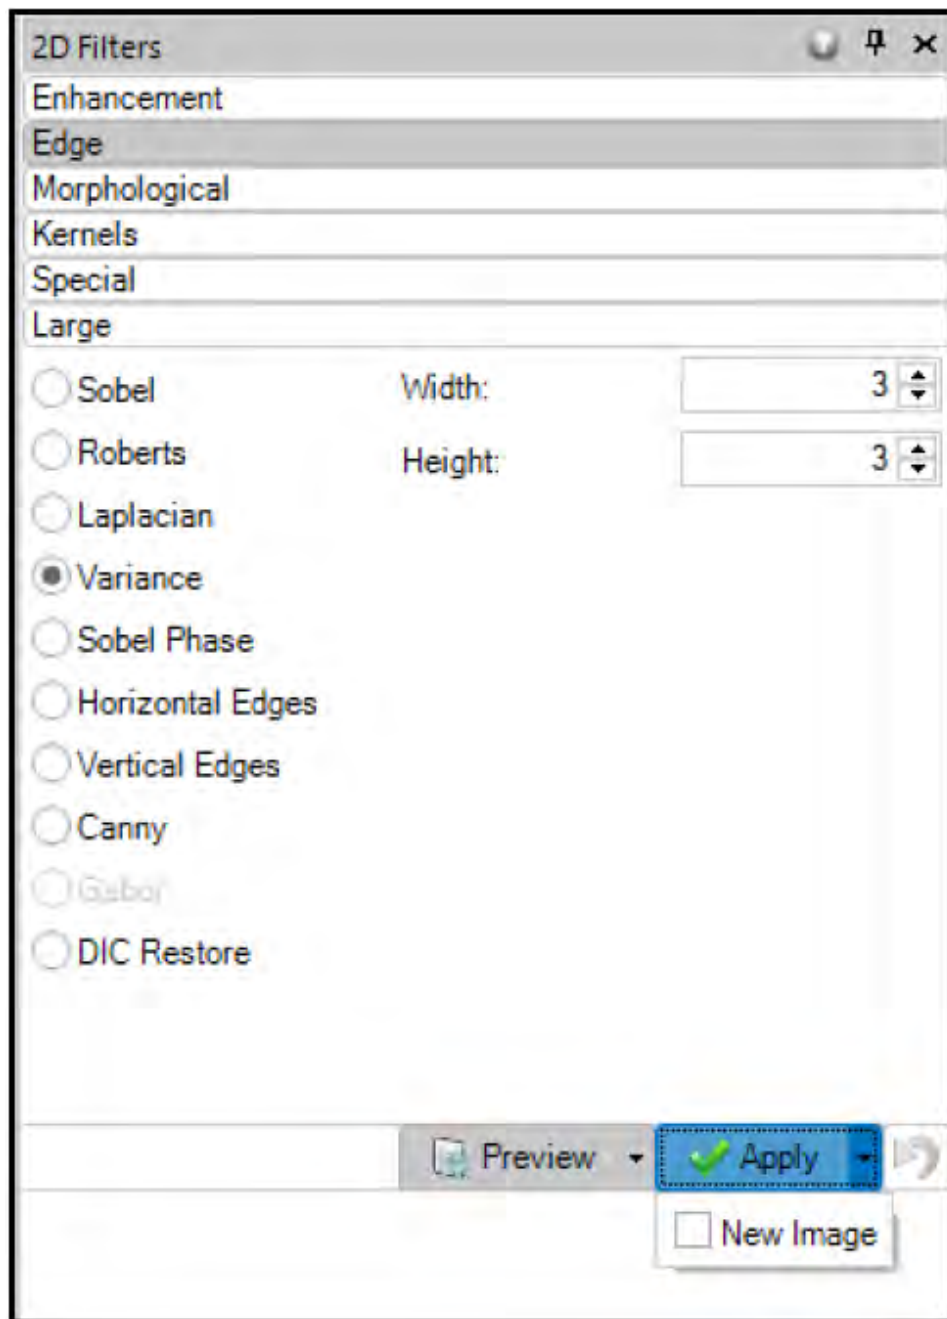 2D Filters
Enhancement
Edge
Morphological
Kernels
Special
Large
Sobel Width: 3
Roberts Height: 3
Laplacian
Variance
Sobel Phase
Horizontal Edges
Vertical Edges
Canny
Gabor
DIC Restore
Preview Apply
New Image